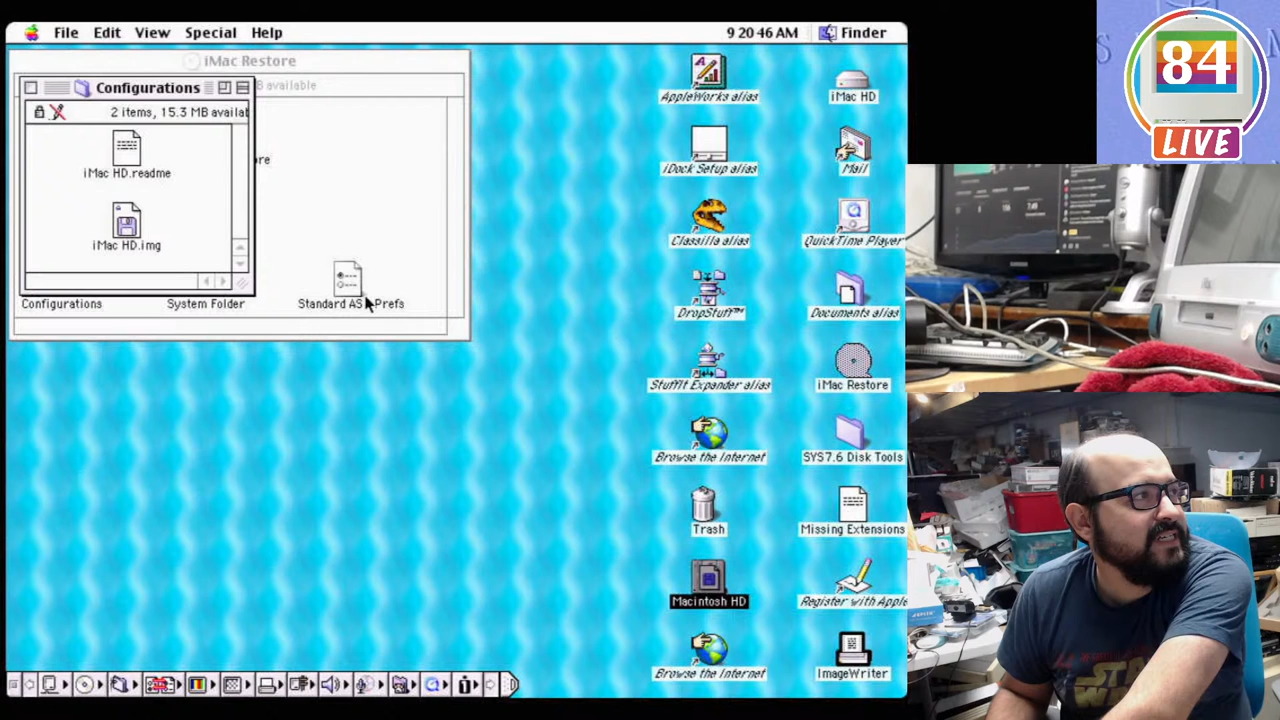 File Edit View Special Help
9 20 46 AM
Finder
84
LIVE
iMac Restore
B available
Configurations
2 items, 15.3 MB availab
ore
iMac HD.readme
iMac HD.img
Configurations
System Folder
AppleWorks alias
iMac HD
iDock Setup alias
Mail
Classilla alias
QuickTime Player
DropStuff™
Documents alias
StuffIt Expander alias
iMac Restore
Browse the Internet
SYS7.6 Disk Tools
Trash
Missing Extensions
Macintosh HD
Register with Apple
Browse the Internet
ImageWriter
STAR